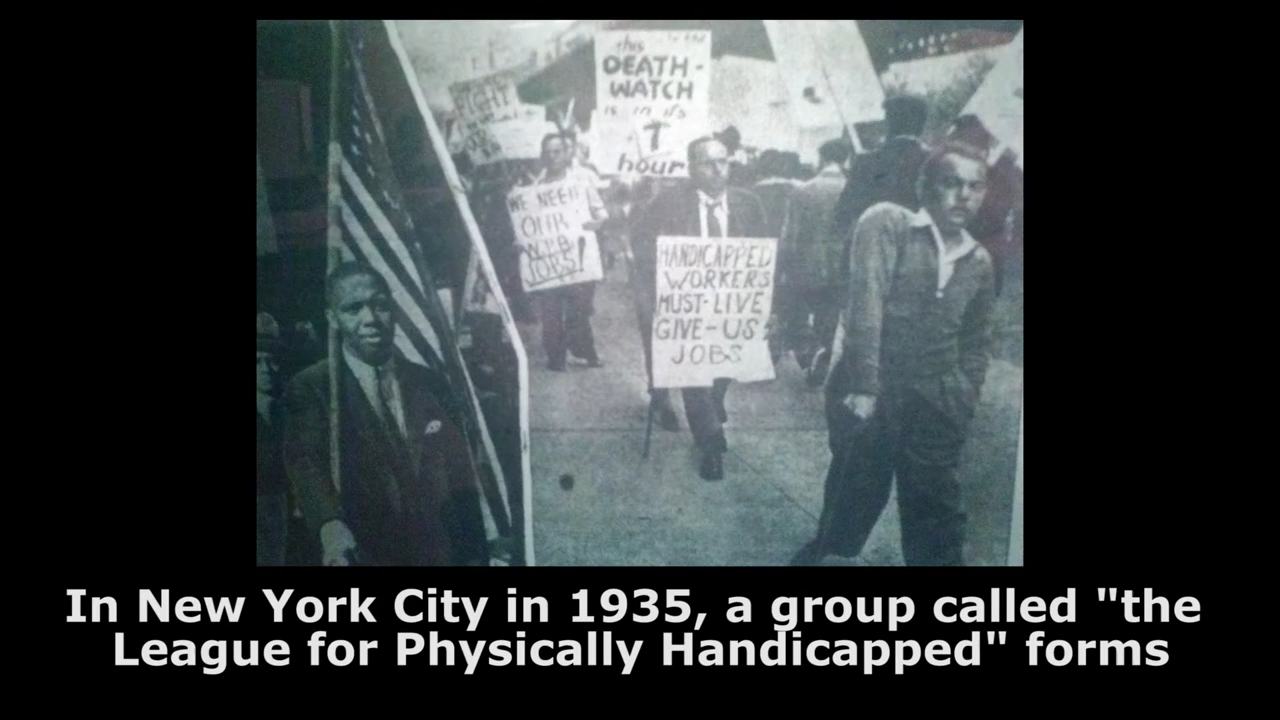 this
DEATH-
WATCH
is in its
T
hour
RIGHT
WE NEED
OUR
W.P.A.
JOBS!
HANDICAPPED
WORKERS
MUST-LIVE
GIVE-US
JOBS
In New York City in 1935, a group called "the
League for Physically Handicapped" forms